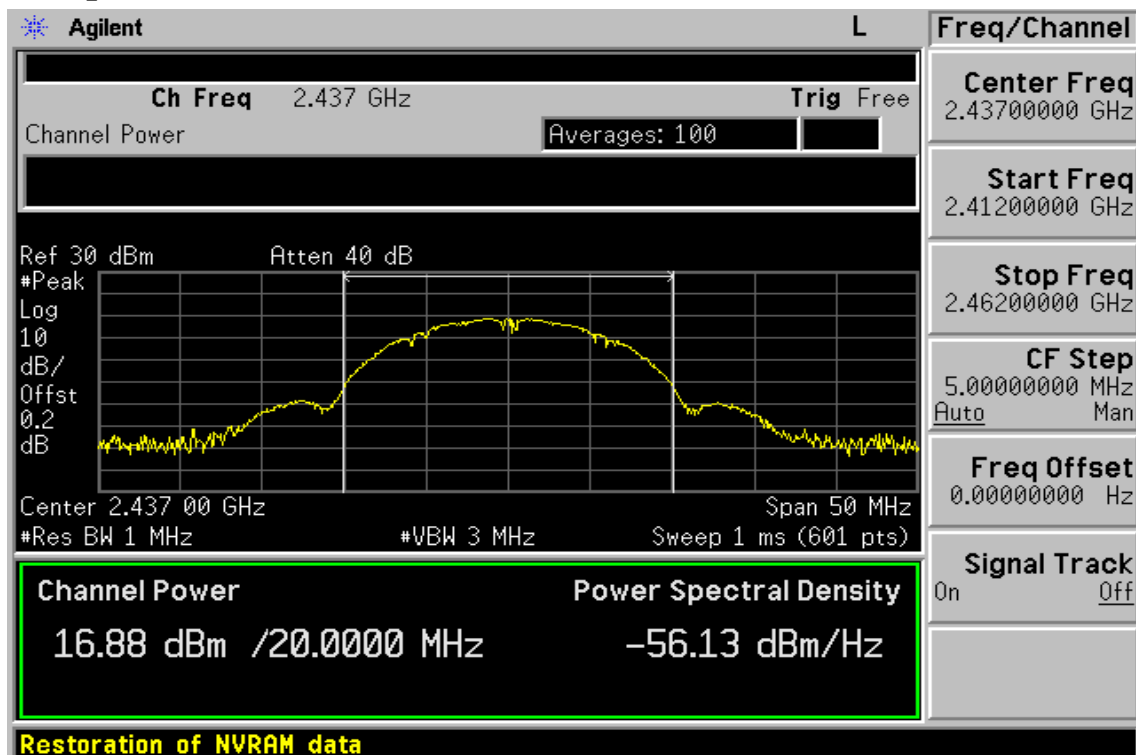 Agilent
L
Freq/Channel
Ch Freq 2.437 GHz
Trig Free
Channel Power
Averages: 100
Center Freq
2.43700000 GHz
Start Freq
2.41200000 GHz
Stop Freq
2.46200000 GHz
CF Step
5.00000000 MHz
Auto Man
Freq Offset
0.00000000 Hz
Signal Track
On Off
Ref 30 dBm
Atten 40 dB
#Peak
Log
10
dB/
Offst
0.2
dB
Center 2.437 00 GHz
Span 50 MHz
#Res BW 1 MHz
#VBW 3 MHz
Sweep 1 ms (601 pts)
Channel Power
Power Spectral Density
16.88 dBm /20.0000 MHz
-56.13 dBm/Hz
Restoration of NVRAM data